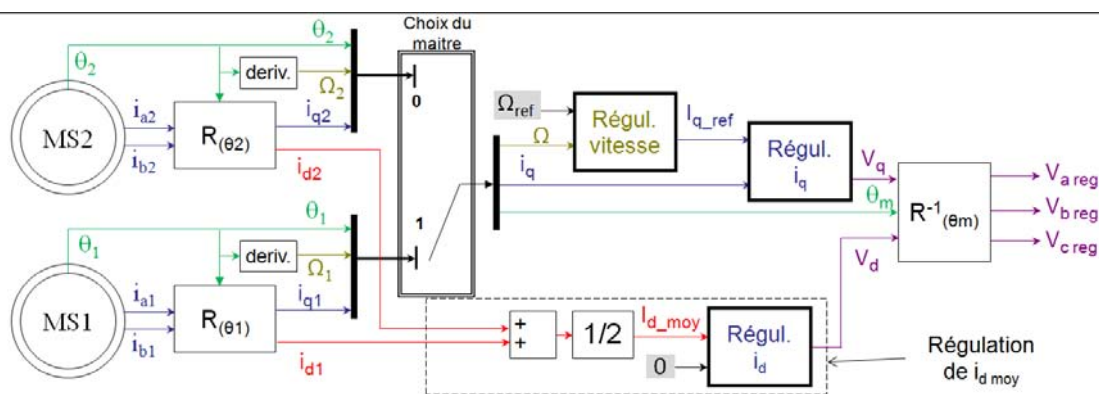 Choix du
maitre
θ2
θ2
deriv.
Ω2
ia2
ib2
MS2
R(θ2)
iq2
id2
0
Ωref
Ω
iq
Régul.
vitesse
Iq_ref
Régul.
iq
Vq
θm
R-1(θm)
Va reg
Vb reg
Vc reg
Vd
θ1
θ1
1
deriv.
Ω1
ia1
ib1
MS1
R(θ1)
iq1
id1
+
+
1/2
Id_moy
0
Régul.
id
Régulation
de id moy